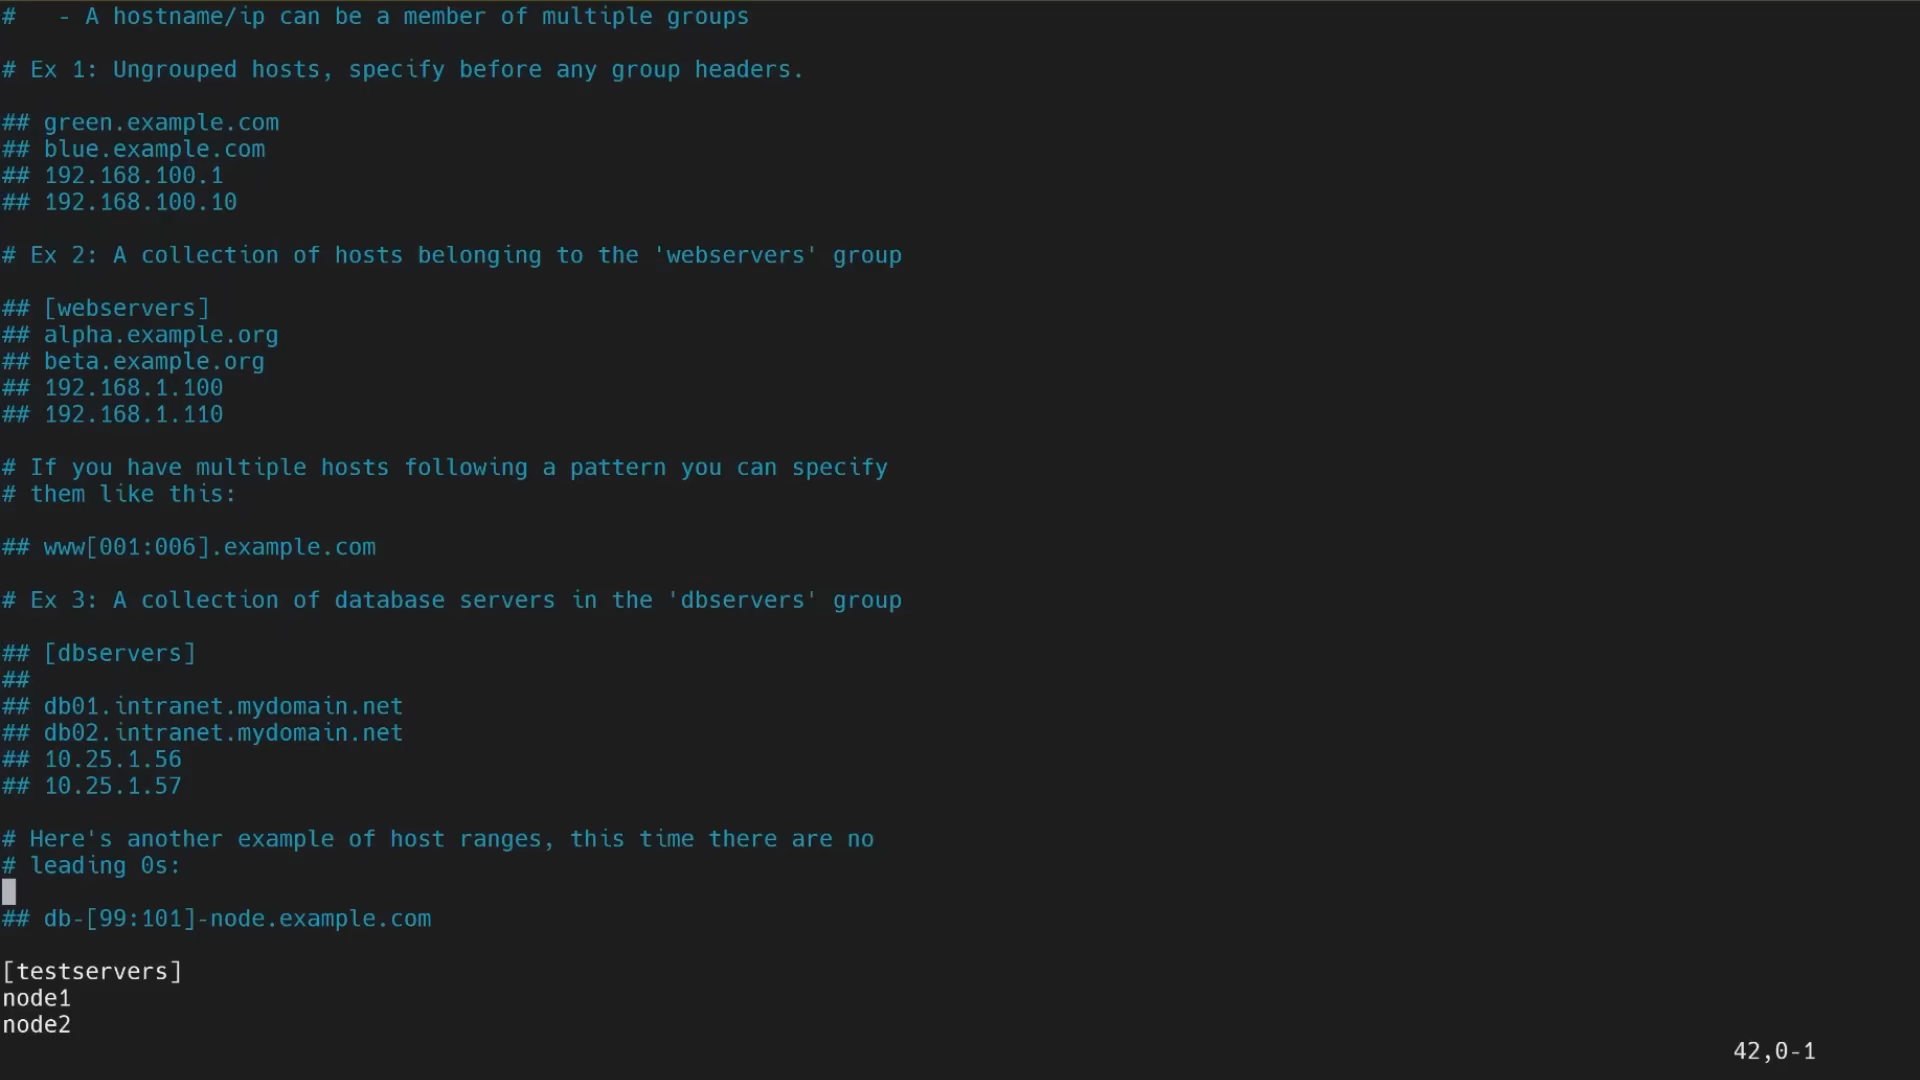 #   - A hostname/ip can be a member of multiple groups
# Ex 1: Ungrouped hosts, specify before any group headers.
## green.example.com
## blue.example.com
## 192.168.100.1
## 192.168.100.10
# Ex 2: A collection of hosts belonging to the 'webservers' group
## [webservers]
## alpha.example.org
## beta.example.org
## 192.168.1.100
## 192.168.1.110
# If you have multiple hosts following a pattern you can specify
# them like this:
## www[001:006].example.com
# Ex 3: A collection of database servers in the 'dbservers' group
## [dbservers]
##
## db01.intranet.mydomain.net
## db02.intranet.mydomain.net
## 10.25.1.56
## 10.25.1.57
# Here's another example of host ranges, this time there are no
# leading 0s:
## db-[99:101]-node.example.com
[testservers]
node1
node2
42,0-1